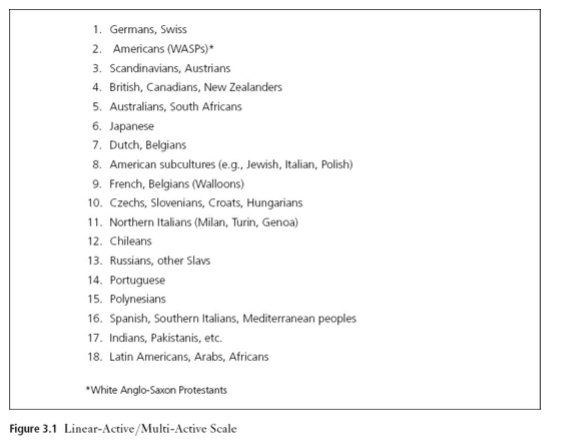 1. Germans, Swiss
2. Americans (WASPs)*
3. Scandinavians, Austrians
4. British, Canadians, New Zealanders
5. Australians, South Africans
6. Japanese
7. Dutch, Belgians
8. American subcultures (e.g., Jewish, Italian, Polish)
9. French, Belgians (Walloons)
10. Czechs, Slovenians, Croats, Hungarians
11. Northern Italians (Milan, Turin, Genoa)
12. Chileans
13. Russians, other Slavs
14. Portuguese
15. Polynesians
16. Spanish, Southern Italians, Mediterranean peoples
17. Indians, Pakistanis, etc.
18. Latin Americans, Arabs, Africans
*White Anglo-Saxon Protestants
Figure 3.1 Linear-Active/Multi-Active Scale